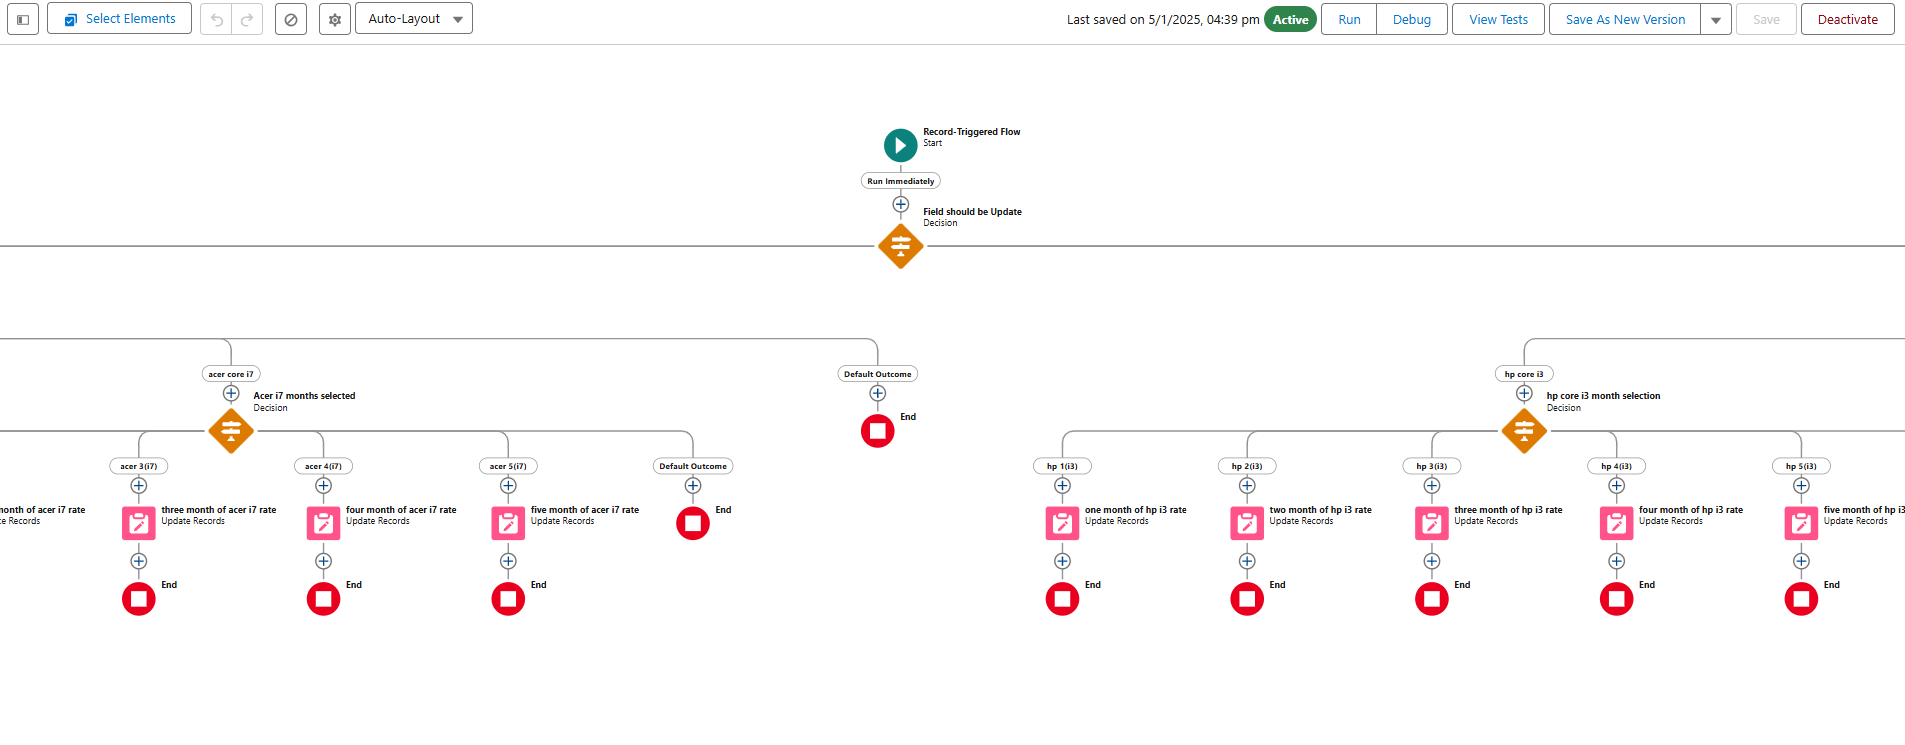 Select Elements
Auto-Layout
Last saved on 5/1/2025, 04:39 pm
Active
Run
Debug
View Tests
Save As New Version
Save
Deactivate
Record-Triggered Flow
Start
Run Immediately
Field should be Update
Decision
acer core i7
Default Outcome
hp core i3
Acer i7 months selected
Decision
End
hp core i3 month selection
Decision
acer 3(i7)
acer 4(i7)
acer 5(i7)
Default Outcome
hp 1(i3)
hp 2(i3)
hp 3(i3)
hp 4(i3)
hp 5(i3)
month of acer i7 rate
Records
three month of acer i7 rate
Update Records
four month of acer i7 rate
Update Records
five month of acer i7 rate
Update Records
End
one month of hp i3 rate
Update Records
two month of hp i3 rate
Update Records
three month of hp i3 rate
Update Records
four month of hp i3 rate
Update Records
five month of hp i3
Update Records
End
End
End
End
End
End
End
End